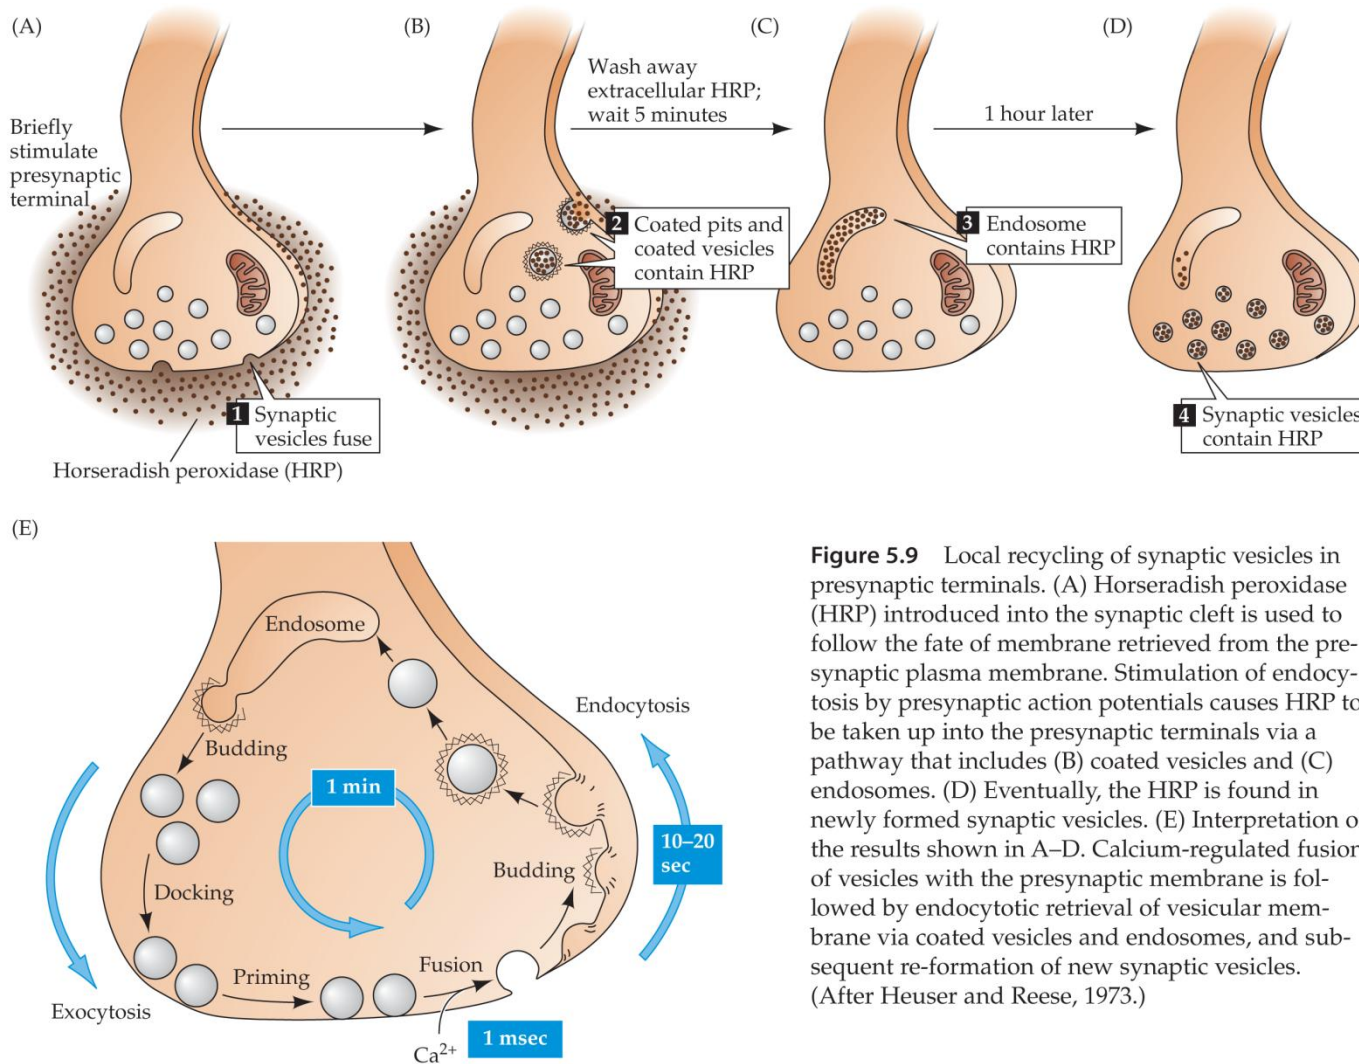 (A)
Briefly
stimulate
presynaptic
terminal
1 Synaptic
vesicles fuse
Horseradish peroxidase (HRP)
(B)
2 Coated pits and
coated vesicles
contain HRP
Wash away
extracellular HRP;
wait 5 minutes
(C)
3 Endosome
contains HRP
1 hour later
(D)
4 Synaptic vesicles
contain HRP
(E)
Endosome
Budding
Docking
Exocytosis
Priming
Fusion
Ca2+
1 msec
1 min
Budding
10–20
sec
Endocytosis
Figure 5.9 Local recycling of synaptic vesicles in
presynaptic terminals. (A) Horseradish peroxidase
(HRP) introduced into the synaptic cleft is used to
follow the fate of membrane retrieved from the pre-
synaptic plasma membrane. Stimulation of endocy-
tosis by presynaptic action potentials causes HRP to
be taken up into the presynaptic terminals via a
pathway that includes (B) coated vesicles and (C)
endosomes. (D) Eventually, the HRP is found in
newly formed synaptic vesicles. (E) Interpretation o
the results shown in A–D. Calcium-regulated fusion
of vesicles with the presynaptic membrane is fol-
lowed by endocytotic retrieval of vesicular mem-
brane via coated vesicles and endosomes, and sub-
sequent re-formation of new synaptic vesicles.
(After Heuser and Reese, 1973.)